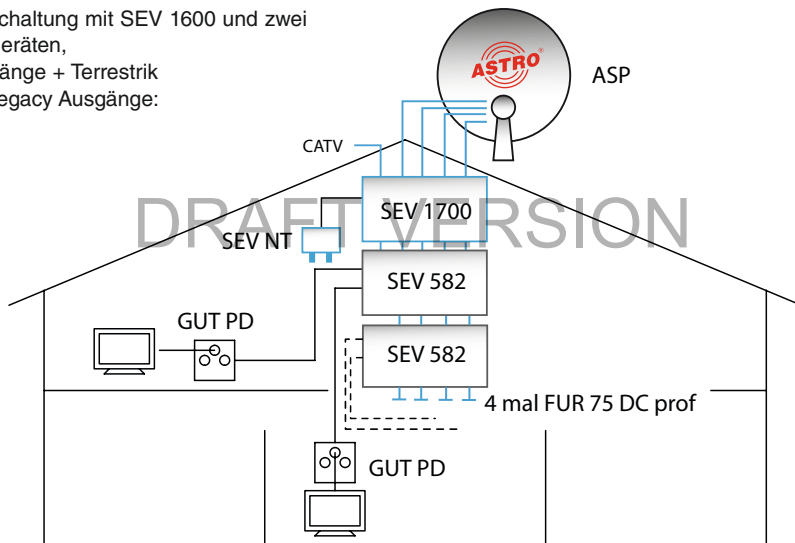 chaltung mit SEV 1600 und zwei
eräten,
änge + Terrestrik
egacy Ausgänge:
ASTRO®
ASP
CATV
SEV 1700
DRAFT VERSION
SEV NT
SEV 582
GUT PD
SEV 582
4 mal FUR 75 DC prof
GUT PD